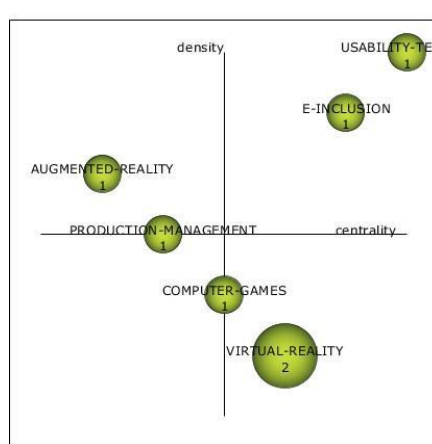 density
USABILITY-TE
1
E-INCLUSION
1
AUGMENTED-REALITY
1
PRODUCTION-MANAGEMENT
1
centrality
COMPUTER-GAMES
1
VIRTUAL-REALITY
2